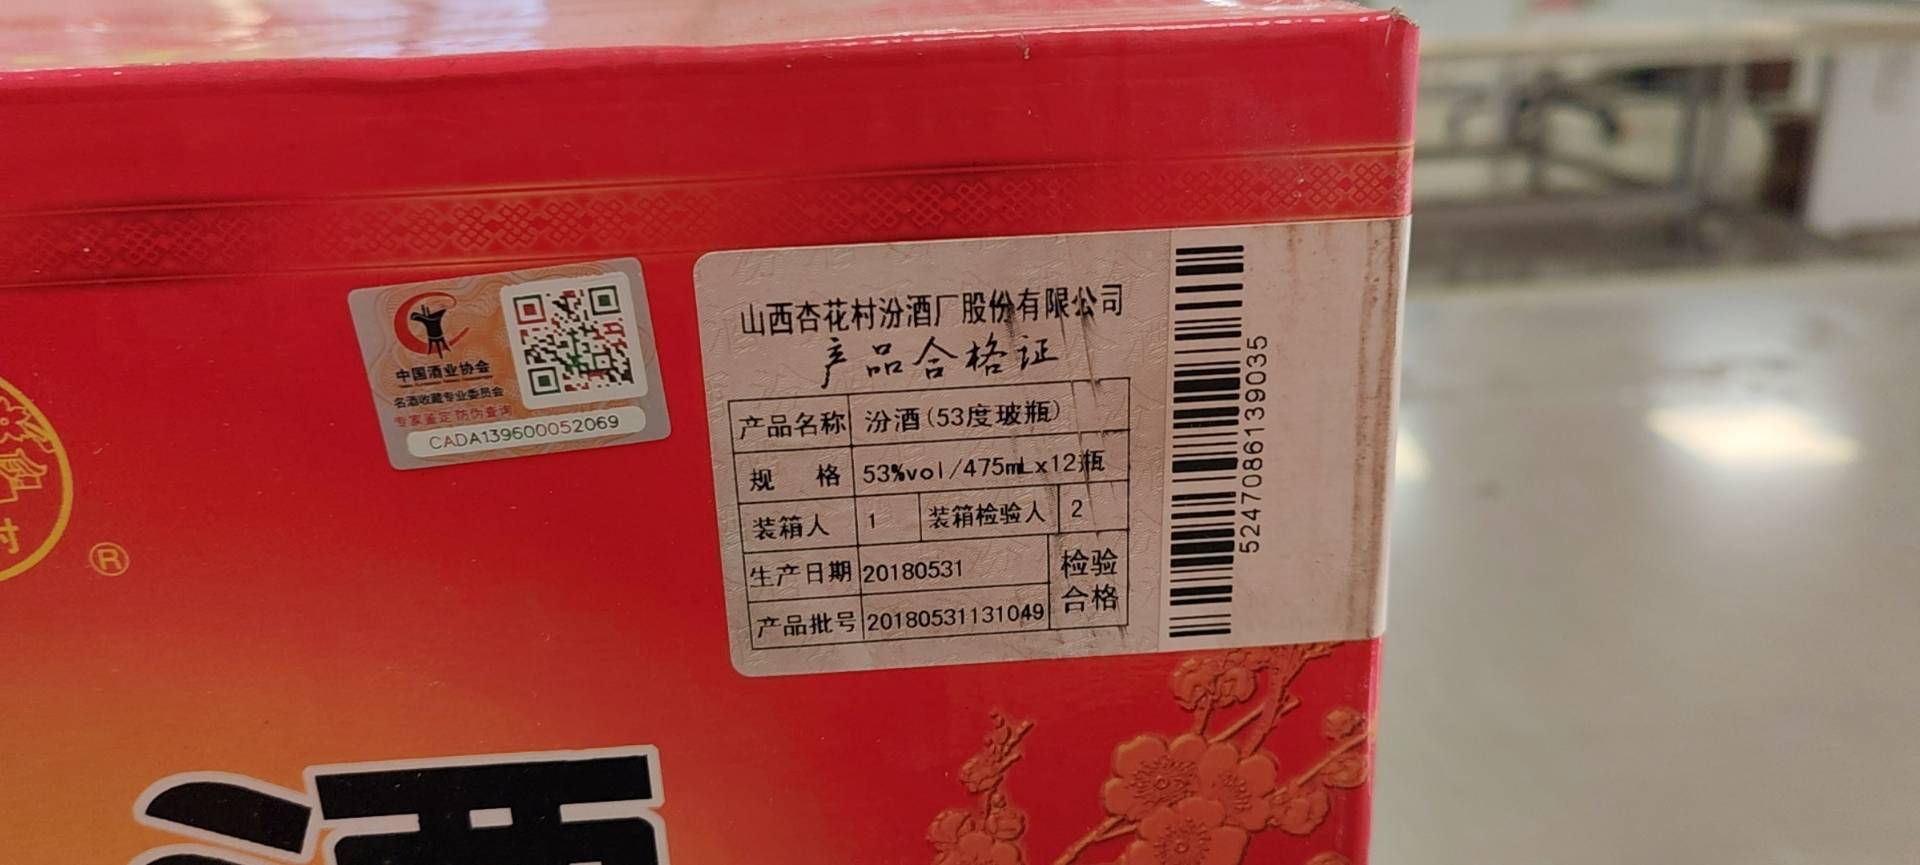 中国酒业协会
名酒收藏专业委员会
专家鉴定 防伪查询
CADA139600052069
村
®
山西杏花村汾酒厂股份有限公司
产品合格证
产品名称 汾酒(53度玻瓶)
规 格 53%vol/475mLx12瓶
装箱人 1 装箱检验人 2
生产日期 20180531 检验
产品批号 20180531131049 合格
5247086139035
酒